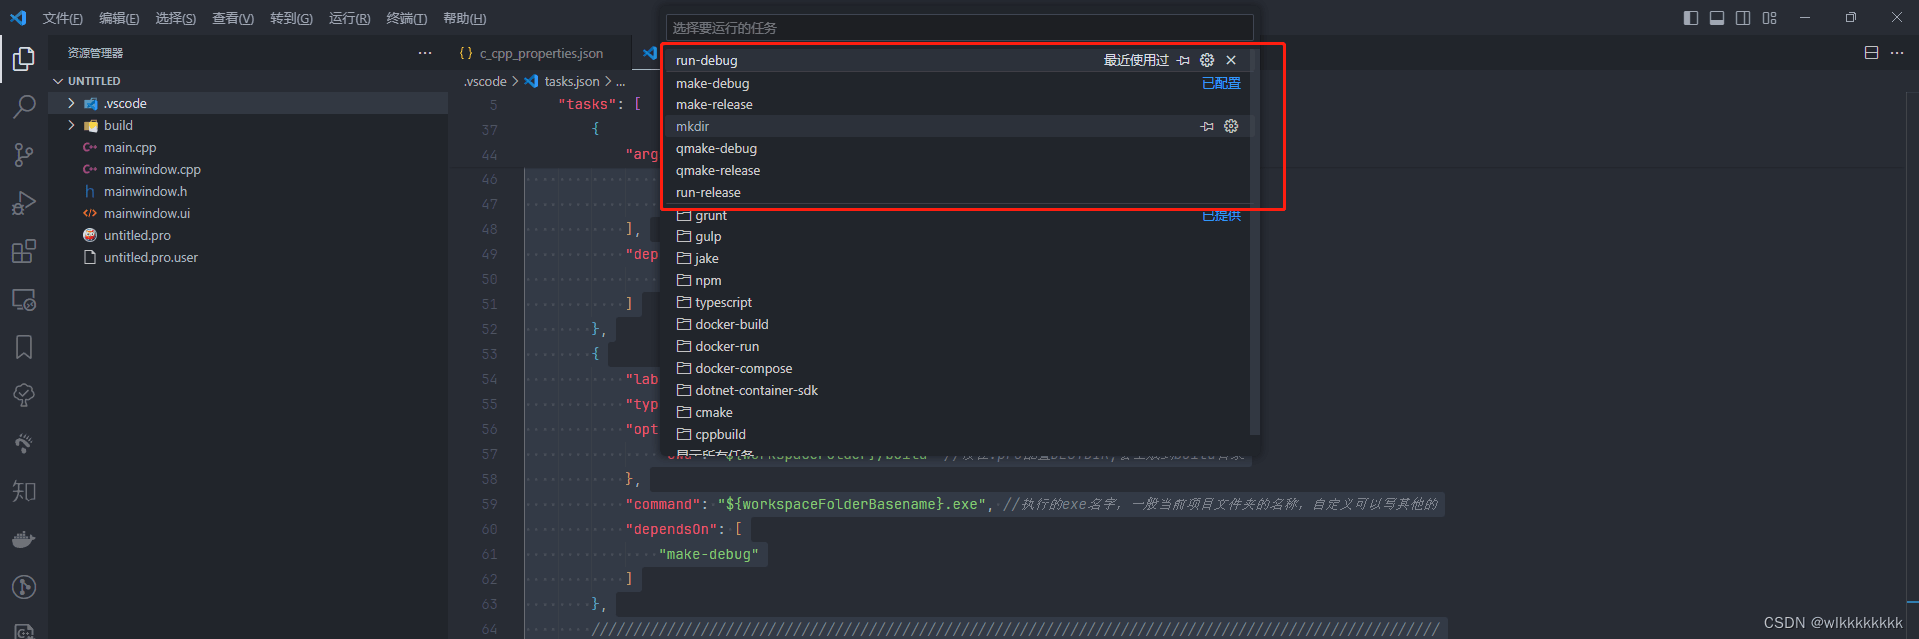 文件(F) 编辑(E) 选择(S) 查看(V) 转到(G) 运行(R) 终端(T) 帮助(H)
选择要运行的任务
资源管理器
c_cpp_properties.json
UNTITLED
.vscode
build
main.cpp
mainwindow.cpp
mainwindow.h
mainwindow.ui
untitled.pro
untitled.pro.user
.vscode > tasks.json > ...
run-debug 最近使用过
make-debug 已配置
make-release
mkdir
qmake-debug
qmake-release
run-release
grunt 已提供
gulp
jake
npm
typescript
docker-build
docker-run
docker-compose
dotnet-container-sdk
cmake
cppbuild
显示所有任务
5 "tasks": [
37 {
44 "arg
46
47
48 ],
49 "dep
50
51 ]
52 },
53 {
54 "lab
55 "typ
56 "opt
57
58 },
59 "command": "${workspaceFolderBasename}.exe", //执行的exe名字，一般当前项目文件夹的名称，自定义可以写其他的
60 "dependsOn": [
61 "make-debug"
62 ]
63 },
64 /////////////////////////////////////////////////////////////////////////////////////////////////////
CSDN @wlkkkkkkkk